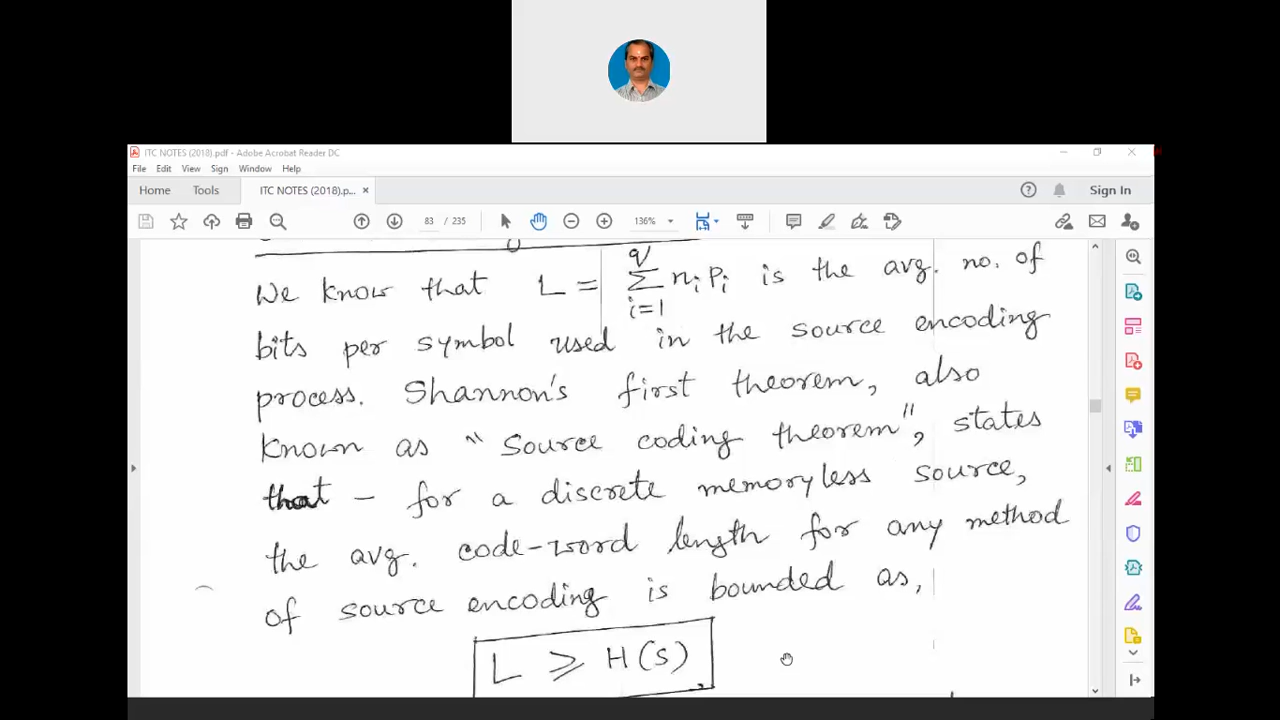 ITC NOTES (2018).pdf - Adobe Acrobat Reader DC
File Edit View Sign Window Help
Home Tools ITC NOTES (2018).p... × Sign In
83 / 235 136%
We know that L = q Σ i=1 nᵢ Pᵢ is the avg. no. of
bits per symbol used in the source encoding
process. Shannon's first theorem, also
known as "Source coding theorem", states
that - for a discrete memoryless source,
the avg. code-word length for any method
of source encoding is bounded as,
L ⩾ H(S)